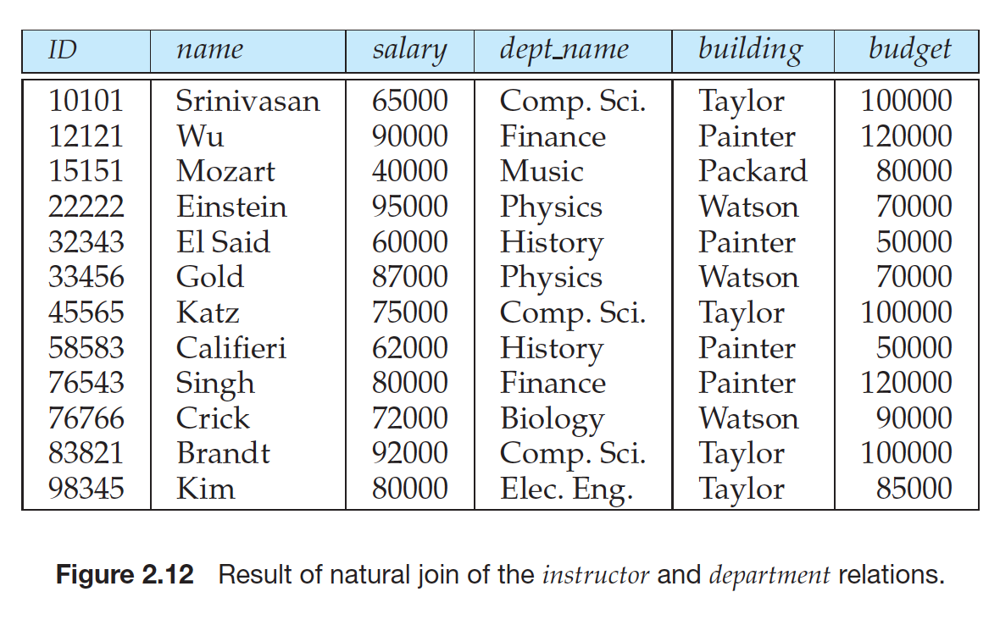 ID name salary dept_name building budget
10101 Srinivasan 65000 Comp. Sci. Taylor 100000
12121 Wu 90000 Finance Painter 120000
15151 Mozart 40000 Music Packard 80000
22222 Einstein 95000 Physics Watson 70000
32343 El Said 60000 History Painter 50000
33456 Gold 87000 Physics Watson 70000
45565 Katz 75000 Comp. Sci. Taylor 100000
58583 Califieri 62000 History Painter 50000
76543 Singh 80000 Finance Painter 120000
76766 Crick 72000 Biology Watson 90000
83821 Brandt 92000 Comp. Sci. Taylor 100000
98345 Kim 80000 Elec. Eng. Taylor 85000
Figure 2.12 Result of natural join of the instructor and department relations.